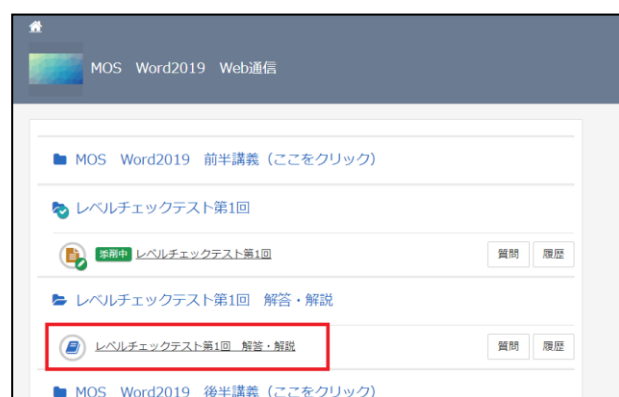 MOS Word2019 Web通信
MOS Word2019 前半講義（ここをクリック）
レベルチェックテスト第1回
添削中 レベルチェックテスト第1回 質問 履歴
レベルチェックテスト第1回 解答・解説
レベルチェックテスト第1回 解答・解説 質問 履歴
MOS Word2019 後半講義（ここをクリック）